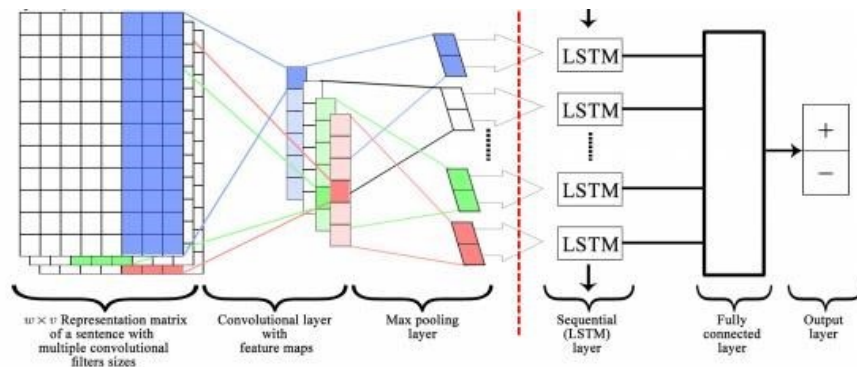 LSTM
LSTM
LSTM
LSTM
+
−
w × v Representation matrix
of a sentence with
multiple convolutional
filters sizes
Convolutional layer
with
feature maps
Max pooling
layer
Sequential
(LSTM)
layer
Fully
connected
layer
Output
layer